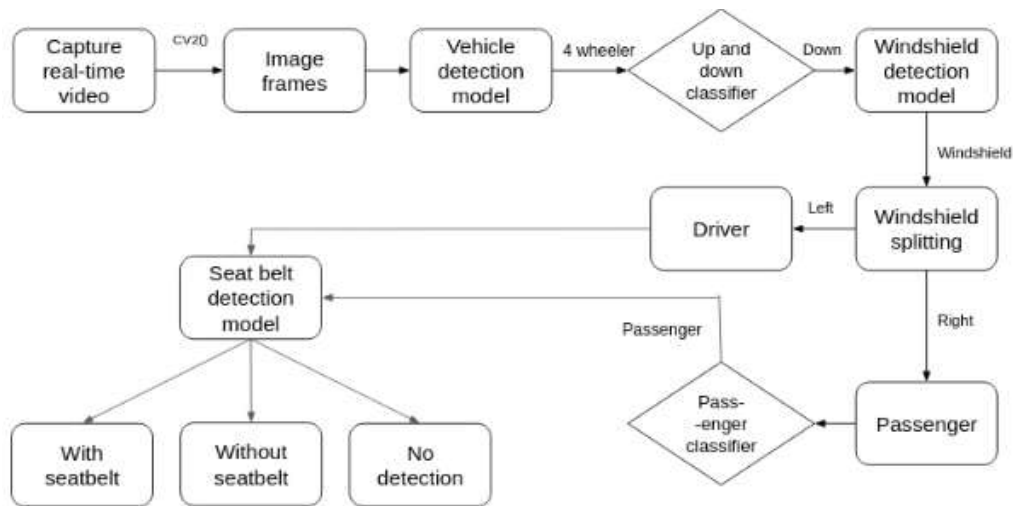 Capture
real-time
video
CV2()
Image
frames
Vehicle
detection
model
4 wheeler
Up and
down
classifier
Down
Windshield
detection
model
Windshield
Windshield
splitting
Left
Driver
Right
Passenger
Pass-
-enger
classifier
Passenger
Seat belt
detection
model
With
seatbelt
Without
seatbelt
No
detection